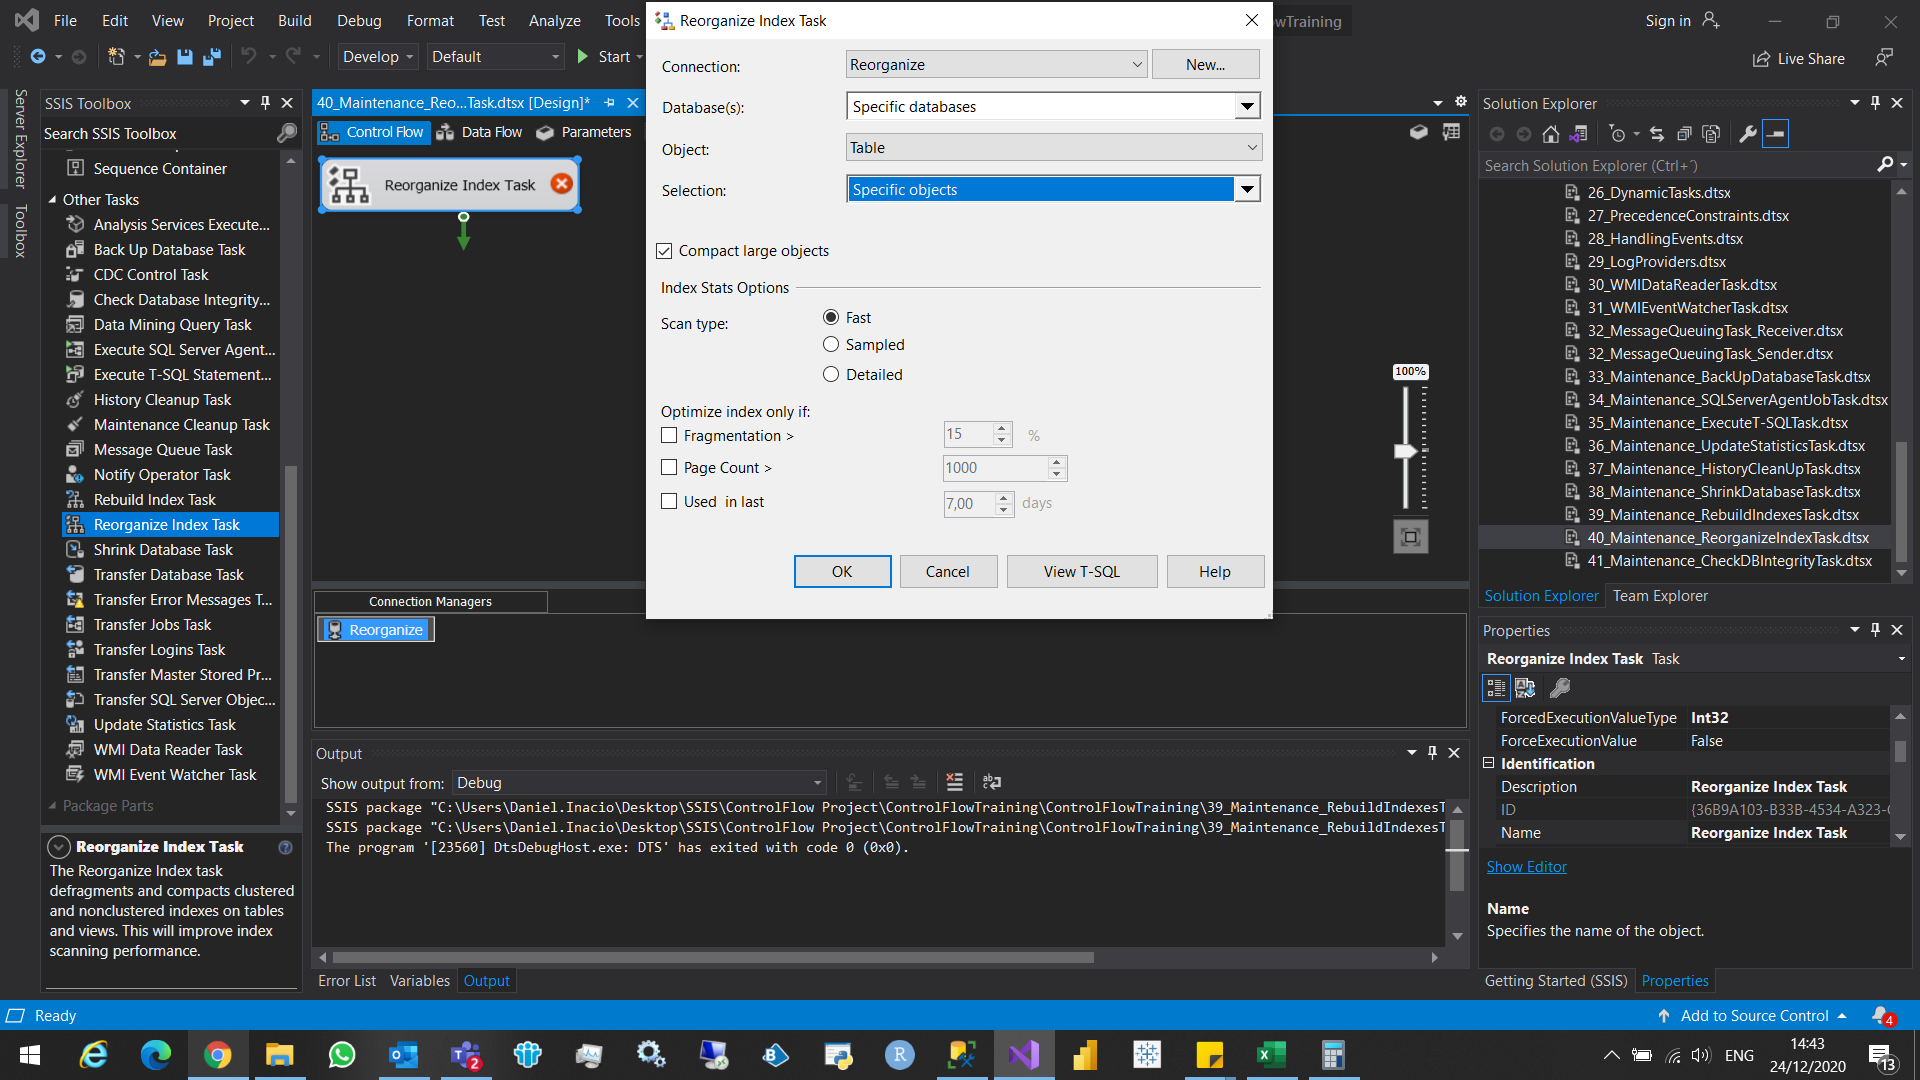 File Edit View Project Build Debug Format Test Analyze Tools
wTraining
Sign in
Develop
Default
Start
Live Share
Server Explorer
Toolbox
SSIS Toolbox
Search SSIS Toolbox
Sequence Container
Other Tasks
Analysis Services Execute...
Back Up Database Task
CDC Control Task
Check Database Integrity...
Data Mining Query Task
Execute SQL Server Agent...
Execute T-SQL Statement...
History Cleanup Task
Maintenance Cleanup Task
Message Queue Task
Notify Operator Task
Rebuild Index Task
Reorganize Index Task
Shrink Database Task
Transfer Database Task
Transfer Error Messages T...
Transfer Jobs Task
Transfer Logins Task
Transfer Master Stored Pr...
Transfer SQL Server Objec...
Update Statistics Task
WMI Data Reader Task
WMI Event Watcher Task
Package Parts
Reorganize Index Task
The Reorganize Index task
defragments and compacts clustered
and nonclustered indexes on tables
and views. This will improve index
scanning performance.
40_Maintenance_Reo...Task.dtsx [Design]*
Control Flow
Data Flow
Parameters
Reorganize Index Task
100%
Connection Managers
Reorganize
Reorganize Index Task
Connection:
Reorganize
New...
Database(s):
Specific databases
Object:
Table
Selection:
Specific objects
Compact large objects
Index Stats Options
Scan type:
Fast
Sampled
Detailed
Optimize index only if:
Fragmentation >
15
%
Page Count >
1000
Used in last
7,00
days
OK
Cancel
View T-SQL
Help
Output
Show output from:
Debug
SSIS package "C:\Users\Daniel.Inacio\Desktop\SSIS\ControlFlow Project\ControlFlowTraining\ControlFlowTraining\39_Maintenance_RebuildIndexesT
SSIS package "C:\Users\Daniel.Inacio\Desktop\SSIS\ControlFlow Project\ControlFlowTraining\ControlFlowTraining\39_Maintenance_RebuildIndexesT
The program '[23560] DtsDebugHost.exe: DTS' has exited with code 0 (0x0).
Error List
Variables
Output
Solution Explorer
Search Solution Explorer (Ctrl+´)
26_DynamicTasks.dtsx
27_PrecedenceConstraints.dtsx
28_HandlingEvents.dtsx
29_LogProviders.dtsx
30_WMIDataReaderTask.dtsx
31_WMIEventWatcherTask.dtsx
32_MessageQueuingTask_Receiver.dtsx
32_MessageQueuingTask_Sender.dtsx
33_Maintenance_BackUpDatabaseTask.dtsx
34_Maintenance_SQLServerAgentJobTask.dtsx
35_Maintenance_ExecuteT-SQLTask.dtsx
36_Maintenance_UpdateStatisticsTask.dtsx
37_Maintenance_HistoryCleanUpTask.dtsx
38_Maintenance_ShrinkDatabaseTask.dtsx
39_Maintenance_RebuildIndexesTask.dtsx
40_Maintenance_ReorganizeIndexTask.dtsx
41_Maintenance_CheckDBIntegrityTask.dtsx
Solution Explorer
Team Explorer
Properties
Reorganize Index Task Task
ForcedExecutionValueType
Int32
ForceExecutionValue
False
Identification
Description
Reorganize Index Task
ID
{36B9A103-B33B-4534-A323-
Name
Reorganize Index Task
Show Editor
Name
Specifies the name of the object.
Getting Started (SSIS)
Properties
Ready
Add to Source Control
4
2
ENG
14:43
24/12/2020
13